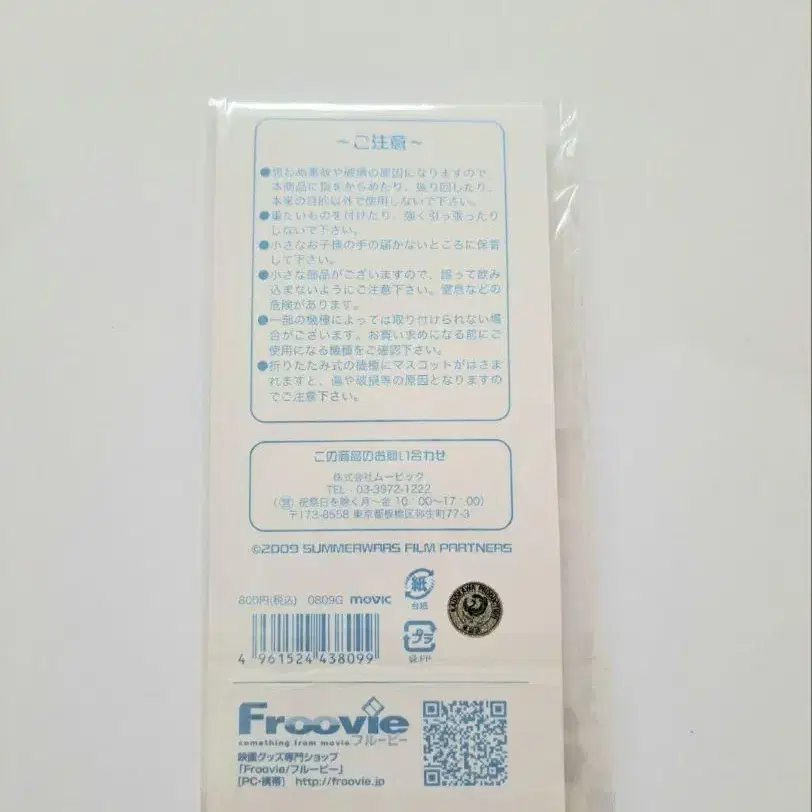 ～ご注意～
●思わぬ事故や破損の原因になりますので
本商品に指をからめたり、振り回したり、
本来の目的以外で使用しないで下さい。
●重たいものを付けたり、強く引っ張ったり
しないで下さい。
●小さなお子様の手の届かないところに保管
して下さい。
●小さな部品がございますので、誤って飲み
込まないようにご注意下さい。窒息などの
危険があります。
●一部の機種によっては取り付けられない場
合がございます。お買い求めになる前にご
使用になる機種をご確認下さい。
●折りたたみ式の機種にマスコットがはさま
れますと、傷や破損等の原因となりますの
でご注意下さい。
この商品のお問い合わせ
株式会社ムービック
TEL・03-3972-1222
(営 祝祭日を除く月～金 10:00～17:00)
〒173-8558 東京都板橋区弥生町77-3
©2009 SUMMERWARS FILM PARTNERS
800円(税込) 0809G movic
紙
台紙
プラ
袋:PP
4 961524 438099
Froovie
something from movie フルービー
映画グッズ専門ショップ
「Froovie/フルービー」
[PC・携帯] http://froovie.jp